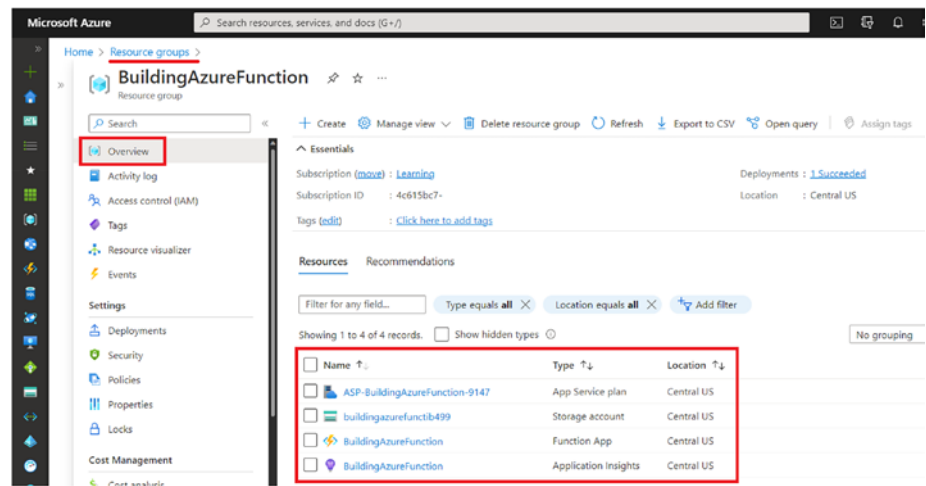 Microsoft Azure
Search resources, services, and docs (G+/)
Home > Resource groups >
BuildingAzureFunction
Resource group
Search
Overview
Activity log
Access control (IAM)
Tags
Resource visualizer
Events
Settings
Deployments
Security
Policies
Properties
Locks
Cost Management
Cost analysis
Create Manage view Delete resource group Refresh Export to CSV Open query Assign tags
Essentials
Subscription (move) : Learning
Deployments : 1 Succeeded
Subscription ID : 4c615bc7-
Location : Central US
Tags (edit) : Click here to add tags
Resources Recommendations
Filter for any field... Type equals all Location equals all Add filter
Showing 1 to 4 of 4 records. Show hidden types No grouping
Name Type Location
ASP-BuildingAzureFunction-9147 App Service plan Central US
buildingazurefunctib499 Storage account Central US
BuildingAzureFunction Function App Central US
BuildingAzureFunction Application Insights Central US